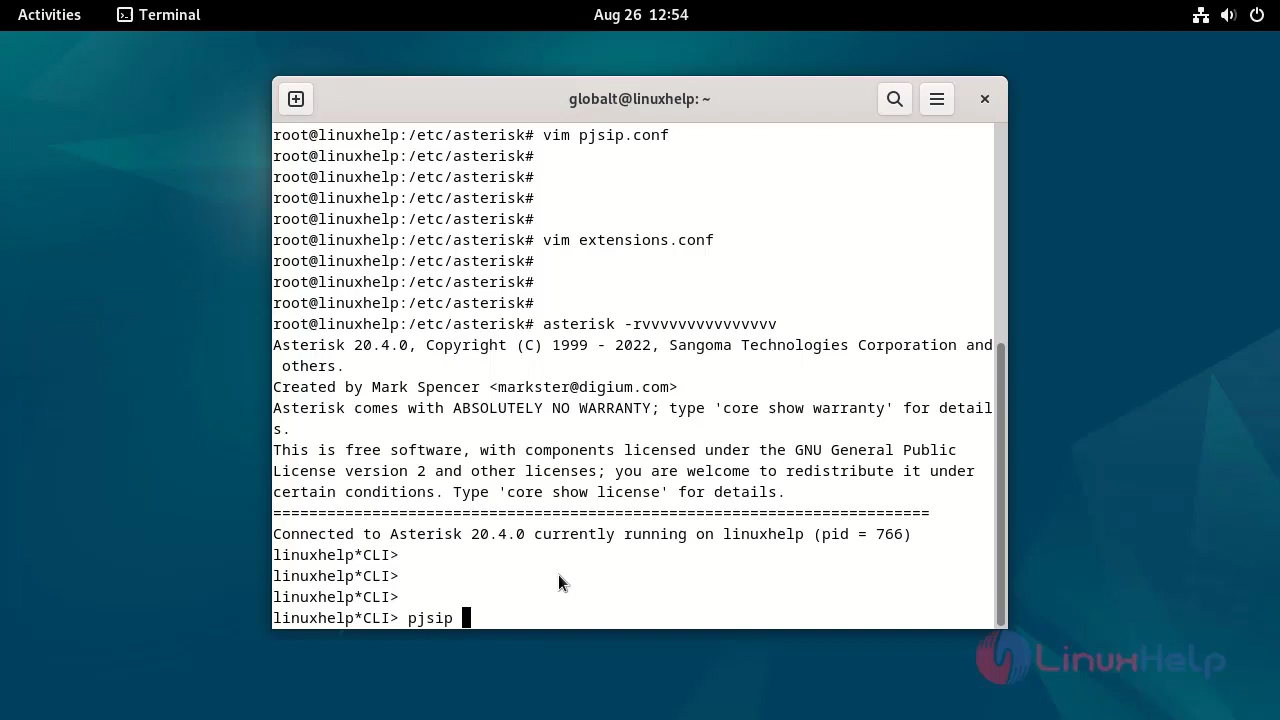 Activities
Terminal
Aug 26 12:54
globalt@linuxhelp: ~
root@linuxhelp:/etc/asterisk# vim pjsip.conf
root@linuxhelp:/etc/asterisk#
root@linuxhelp:/etc/asterisk#
root@linuxhelp:/etc/asterisk#
root@linuxhelp:/etc/asterisk#
root@linuxhelp:/etc/asterisk# vim extensions.conf
root@linuxhelp:/etc/asterisk#
root@linuxhelp:/etc/asterisk#
root@linuxhelp:/etc/asterisk#
root@linuxhelp:/etc/asterisk# asterisk -rvvvvvvvvvvvvvvv
Asterisk 20.4.0, Copyright (C) 1999 - 2022, Sangoma Technologies Corporation and
others.
Created by Mark Spencer <markster@digium.com>
Asterisk comes with ABSOLUTELY NO WARRANTY; type 'core show warranty' for detail
s.
This is free software, with components licensed under the GNU General Public
License version 2 and other licenses; you are welcome to redistribute it under
certain conditions. Type 'core show license' for details.
=========================================================================
Connected to Asterisk 20.4.0 currently running on linuxhelp (pid = 766)
linuxhelp*CLI>
linuxhelp*CLI>
linuxhelp*CLI>
linuxhelp*CLI> pjsip
LinuxHelp